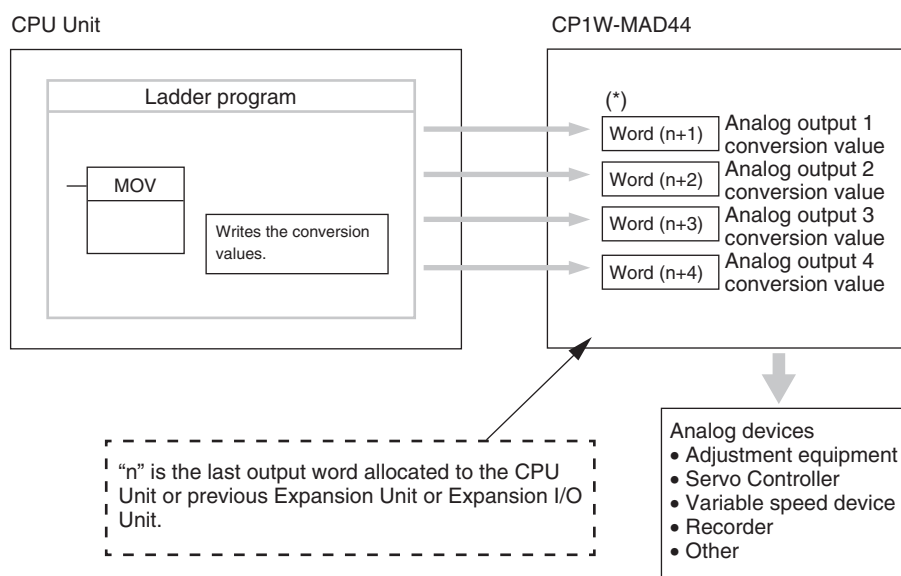 CPU Unit
CP1W-MAD44
Ladder program
MOV
Writes the conversion
values.
(*)
Word (n+1)
Analog output 1
conversion value
Word (n+2)
Analog output 2
conversion value
Word (n+3)
Analog output 3
conversion value
Word (n+4)
Analog output 4
conversion value
“n” is the last output word allocated to the CPU
Unit or previous Expansion Unit or Expansion I/O
Unit.
Analog devices
• Adjustment equipment
• Servo Controller
• Variable speed device
• Recorder
• Other